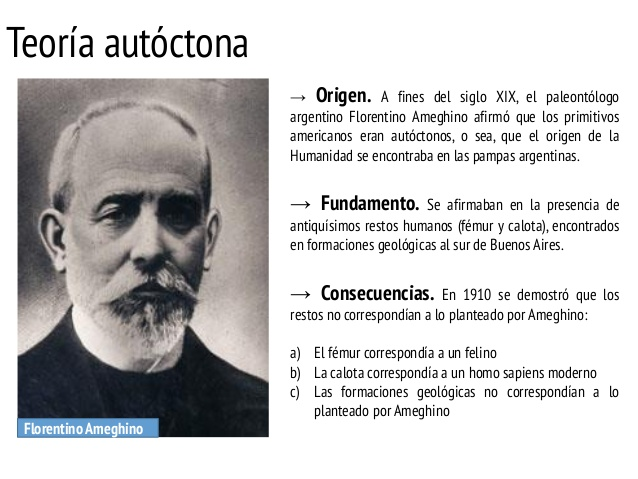 Teoría autóctona
→ Origen. A fines del siglo XIX, el paleontólogo
argentino Florentino Ameghino afirmó que los primitivos
americanos eran autóctonos, o sea, que el origen de la
Humanidad se encontraba en las pampas argentinas.
→ Fundamento. Se afirmaban en la presencia de
antiquísimos restos humanos (fémur y calota), encontrados
en formaciones geológicas al sur de Buenos Aires.
→ Consecuencias. En 1910 se demostró que los
restos no correspondían a lo planteado por Ameghino:
a) El fémur correspondía a un felino
b) La calota correspondía a un homo sapiens moderno
c) Las formaciones geológicas no correspondían a lo
planteado por Ameghino
Florentino Ameghino